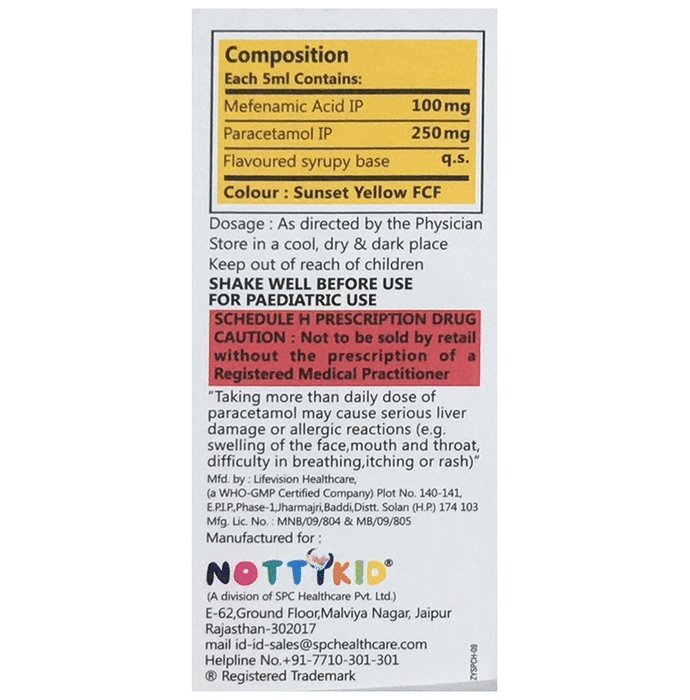 Composition
Each 5ml Contains:
Mefenamic Acid IP 100mg
Paracetamol IP 250mg
Flavoured syrupy base q.s.
Colour : Sunset Yellow FCF
Dosage : As directed by the Physician
Store in a cool, dry & dark place
Keep out of reach of children
SHAKE WELL BEFORE USE
FOR PAEDIATRIC USE
SCHEDULE H PRESCRIPTION DRUG
CAUTION : Not to be sold by retail
without the prescription of a
Registered Medical Practitioner
"Taking more than daily dose of
paracetamol may cause serious liver
damage or allergic reactions (e.g.
swelling of the face,mouth and throat,
difficulty in breathing,itching or rash)"
Mfd. by : Lifevision Healthcare,
(a WHO-GMP Certified Company) Plot No. 140-141,
E.P.I.P,Phase-1,Jharmajri,Baddi,Distt. Solan (H.P.) 174 103
Mfg. Lic. No. : MNB/09/804 & MB/09/805
Manufactured for :
NOTTYKID®
(A division of SPC Healthcare Pvt. Ltd.)
E-62,Ground Floor,Malviya Nagar, Jaipur
Rajasthan-302017
mail id-id-sales@spchealthcare.com
Helpline No.+91-7710-301-301
® Registered Trademark
ZYSPCH-09